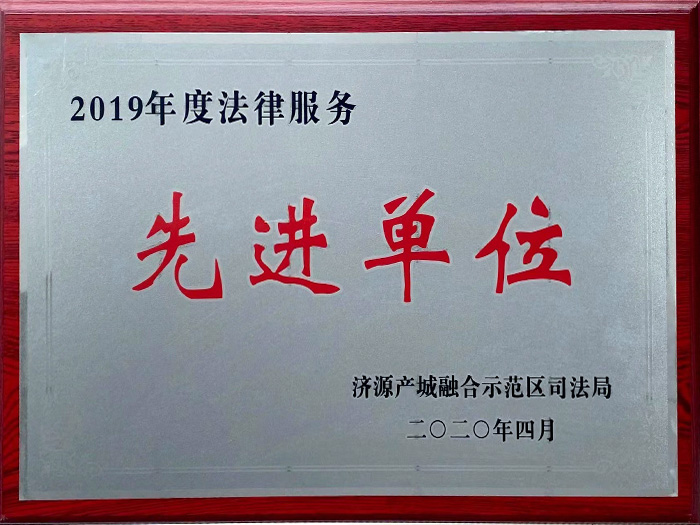 2019年度法律服务
先进单位
济源产城融合示范区司法局
二〇二〇年四月